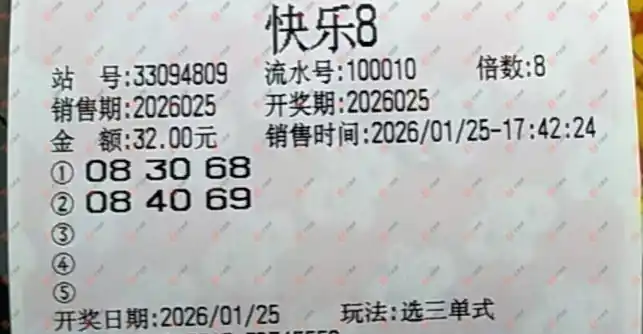 快乐8
站 号:33094809 流水号:100010 倍数:8
销售期:2026025 开奖期:2026025
金 额:32.00元 销售时间:2026/01/25-17:42:24
① 08 30 68
② 08 40 69
③
④
⑤
开奖日期:2026/01/25 玩法:选三单式